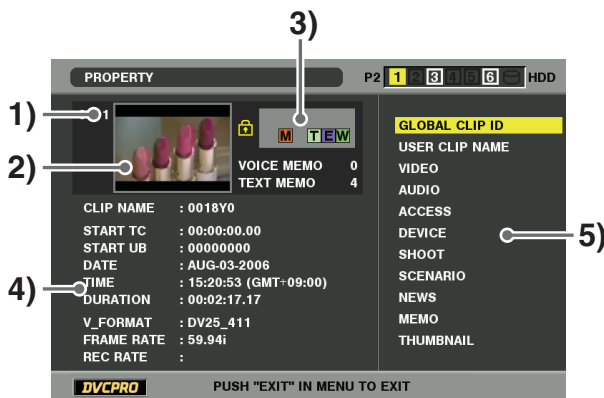 3)
PROPERTY P2 1 2 3 4 5 6 HDD
1) 1
2)
M T E W
VOICE MEMO 0
TEXT MEMO 4
CLIP NAME : 0018Y0
START TC : 00:00:00.00
START UB : 00000000
DATE : AUG-03-2006
4) TIME : 15:20:53 (GMT+09:00)
DURATION : 00:02:17.17
V_FORMAT : DV25_411
FRAME RATE : 59.94i
REC RATE :
GLOBAL CLIP ID
USER CLIP NAME
VIDEO
AUDIO
ACCESS
DEVICE 5)
SHOOT
SCENARIO
NEWS
MEMO
THUMBNAIL
DVCPRO PUSH "EXIT" IN MENU TO EXIT